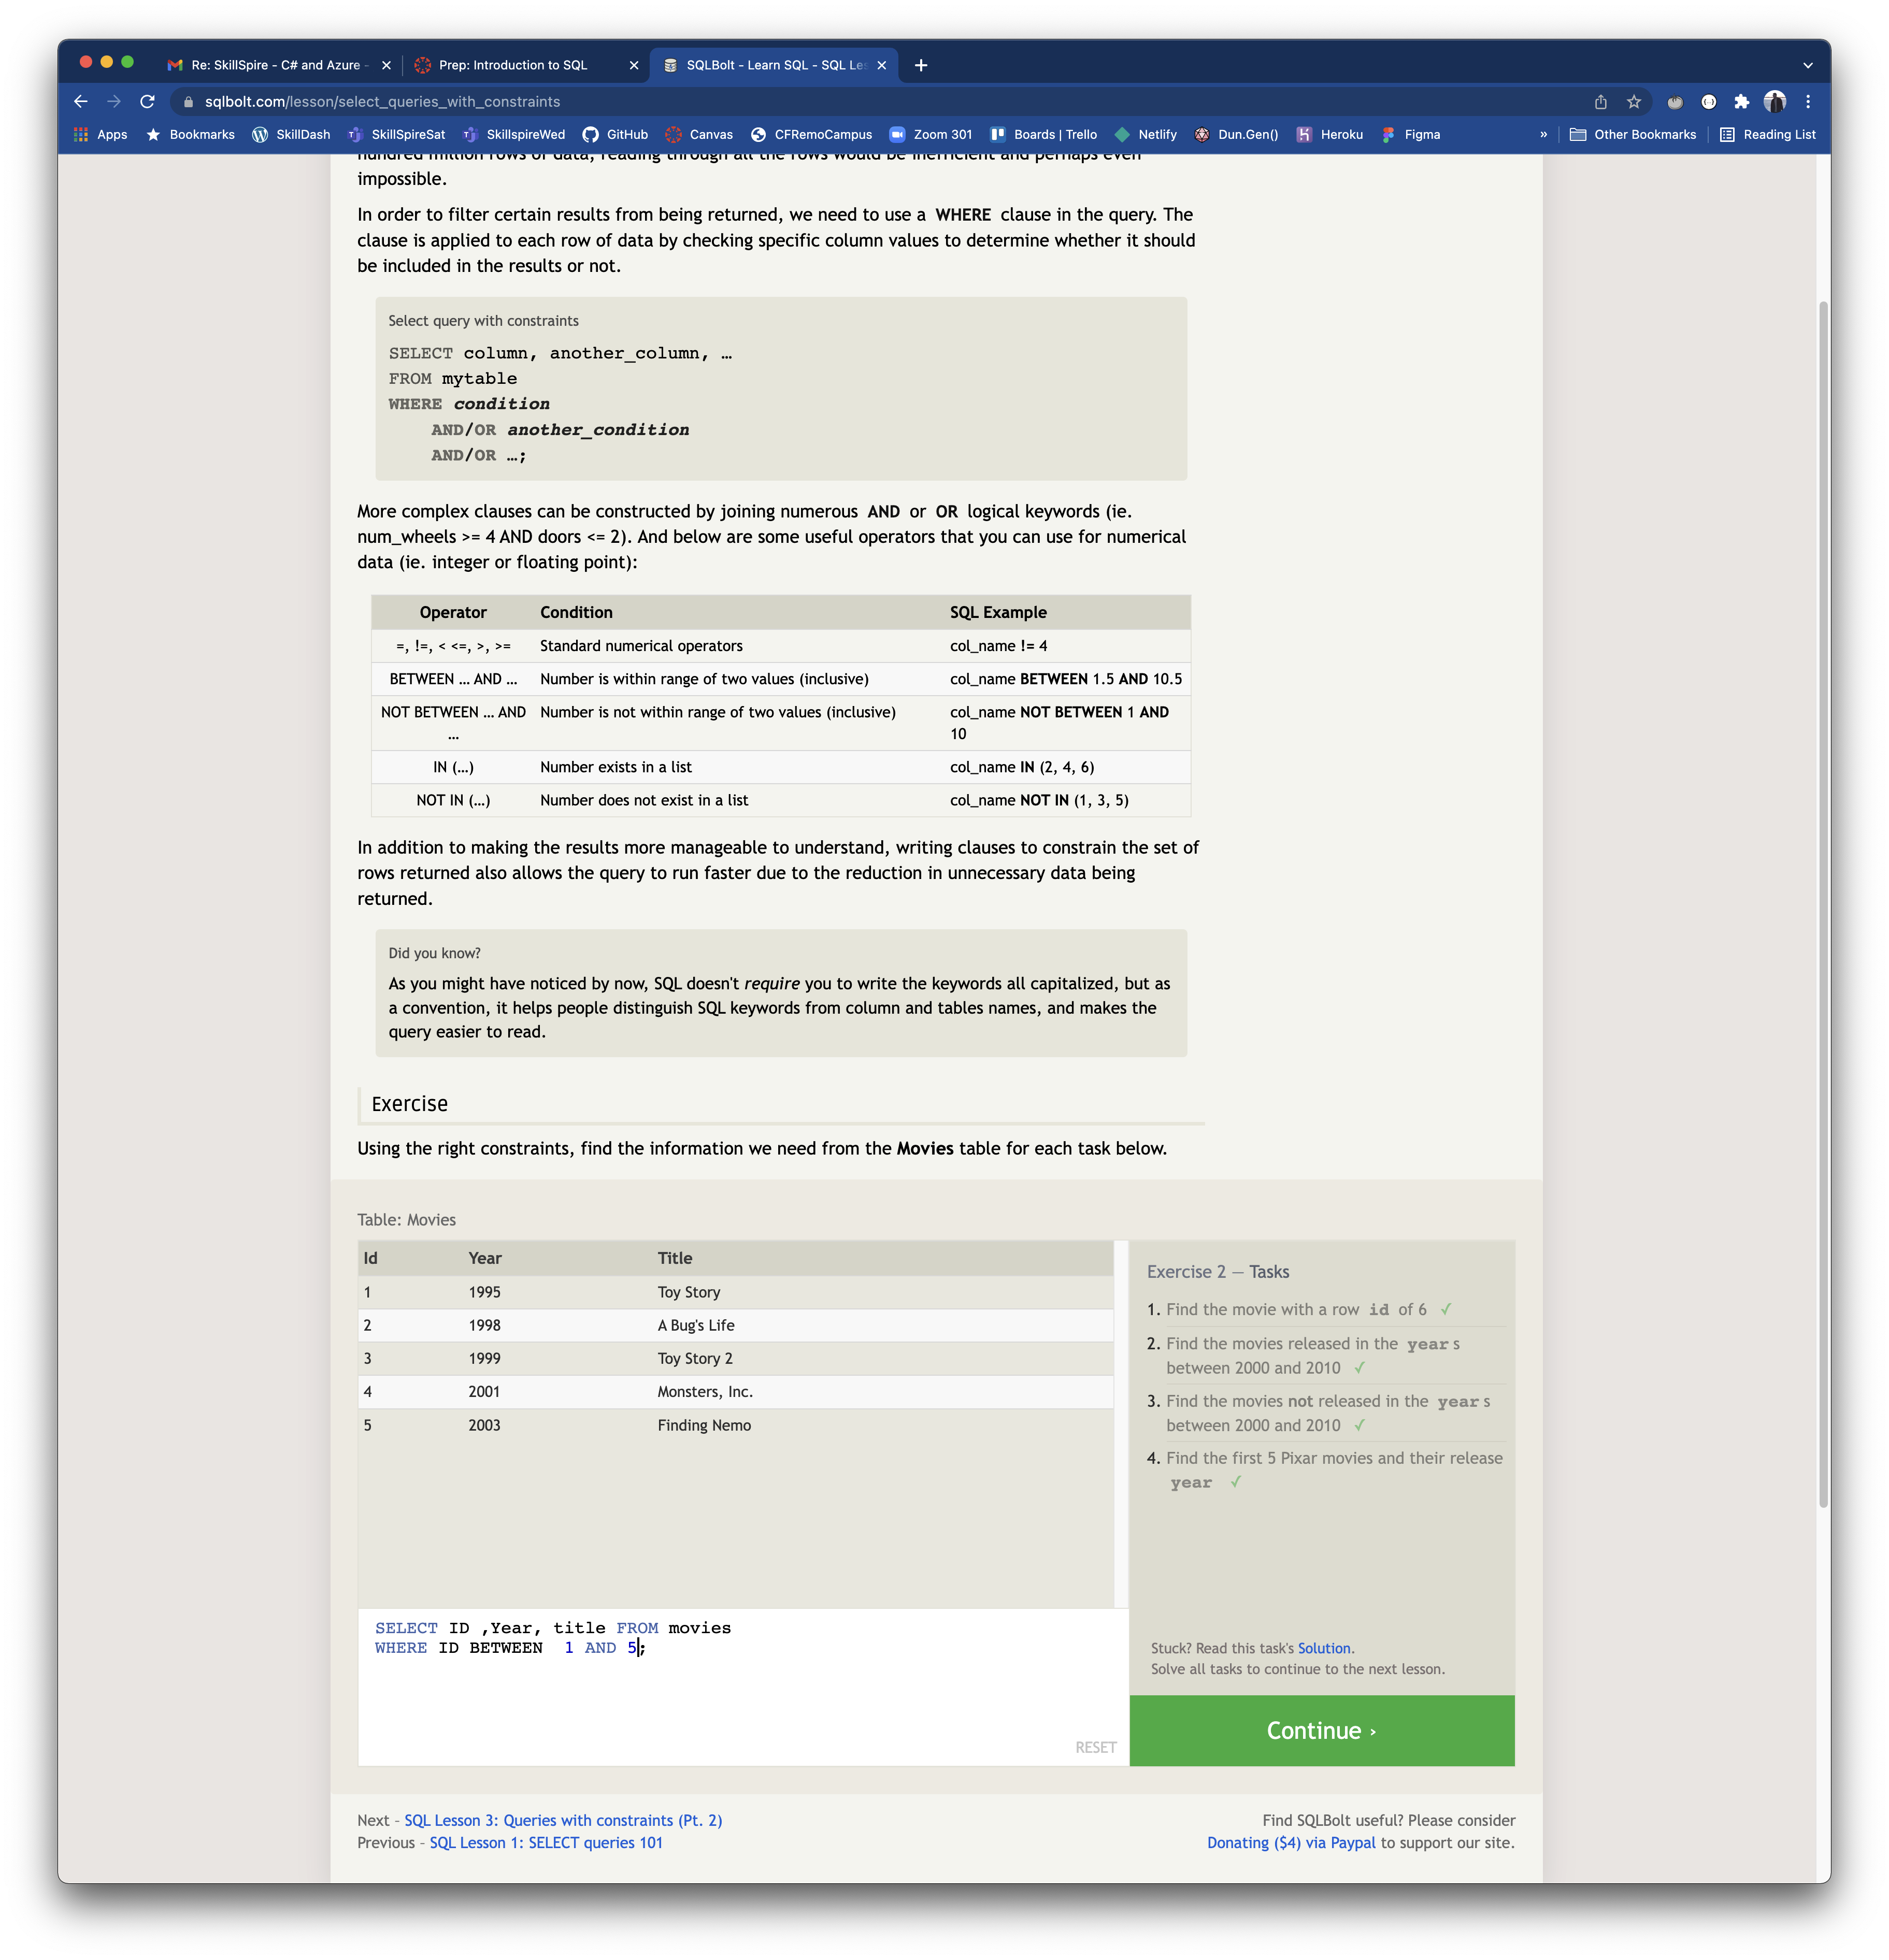 Re: SkillSpire - C# and Azure -
Prep: Introduction to SQL
SQLBolt - Learn SQL - SQL Les
sqlbolt.com/lesson/select_queries_with_constraints
Apps
Bookmarks
SkillDash
SkillSpireSat
SkillspireWed
GitHub
Canvas
CFRemoCampus
Zoom 301
Boards | Trello
Netlify
Dun.Gen()
Heroku
Figma
»
Other Bookmarks
Reading List
hundred million rows of data, reading through all the rows would be inefficient and perhaps even
impossible.
In order to filter certain results from being returned, we need to use a WHERE clause in the query. The
clause is applied to each row of data by checking specific column values to determine whether it should
be included in the results or not.
Select query with constraints
SELECT column, another_column, …
FROM mytable
WHERE condition
AND/OR another_condition
AND/OR …;
More complex clauses can be constructed by joining numerous AND or OR logical keywords (ie.
num_wheels >= 4 AND doors <= 2). And below are some useful operators that you can use for numerical
data (ie. integer or floating point):
Operator Condition SQL Example
=, !=, < <=, >, >= Standard numerical operators col_name != 4
BETWEEN … AND … Number is within range of two values (inclusive) col_name BETWEEN 1.5 AND 10.5
NOT BETWEEN … AND Number is not within range of two values (inclusive) col_name NOT BETWEEN 1 AND
… 10
IN (…) Number exists in a list col_name IN (2, 4, 6)
NOT IN (…) Number does not exist in a list col_name NOT IN (1, 3, 5)
In addition to making the results more manageable to understand, writing clauses to constrain the set of
rows returned also allows the query to run faster due to the reduction in unnecessary data being
returned.
Did you know?
As you might have noticed by now, SQL doesn't require you to write the keywords all capitalized, but as
a convention, it helps people distinguish SQL keywords from column and tables names, and makes the
query easier to read.
Exercise
Using the right constraints, find the information we need from the Movies table for each task below.
Table: Movies
Id Year Title
1 1995 Toy Story
2 1998 A Bug's Life
3 1999 Toy Story 2
4 2001 Monsters, Inc.
5 2003 Finding Nemo
SELECT ID ,Year, title FROM movies
WHERE ID BETWEEN  1 AND 5;
RESET
Exercise 2 — Tasks
1. Find the movie with a row id of 6 ✓
2. Find the movies released in the year s
between 2000 and 2010 ✓
3. Find the movies not released in the year s
between 2000 and 2010 ✓
4. Find the first 5 Pixar movies and their release
year ✓
Stuck? Read this task's Solution.
Solve all tasks to continue to the next lesson.
Continue ›
Next - SQL Lesson 3: Queries with constraints (Pt. 2)
Previous - SQL Lesson 1: SELECT queries 101
Find SQLBolt useful? Please consider
Donating ($4) via Paypal to support our site.